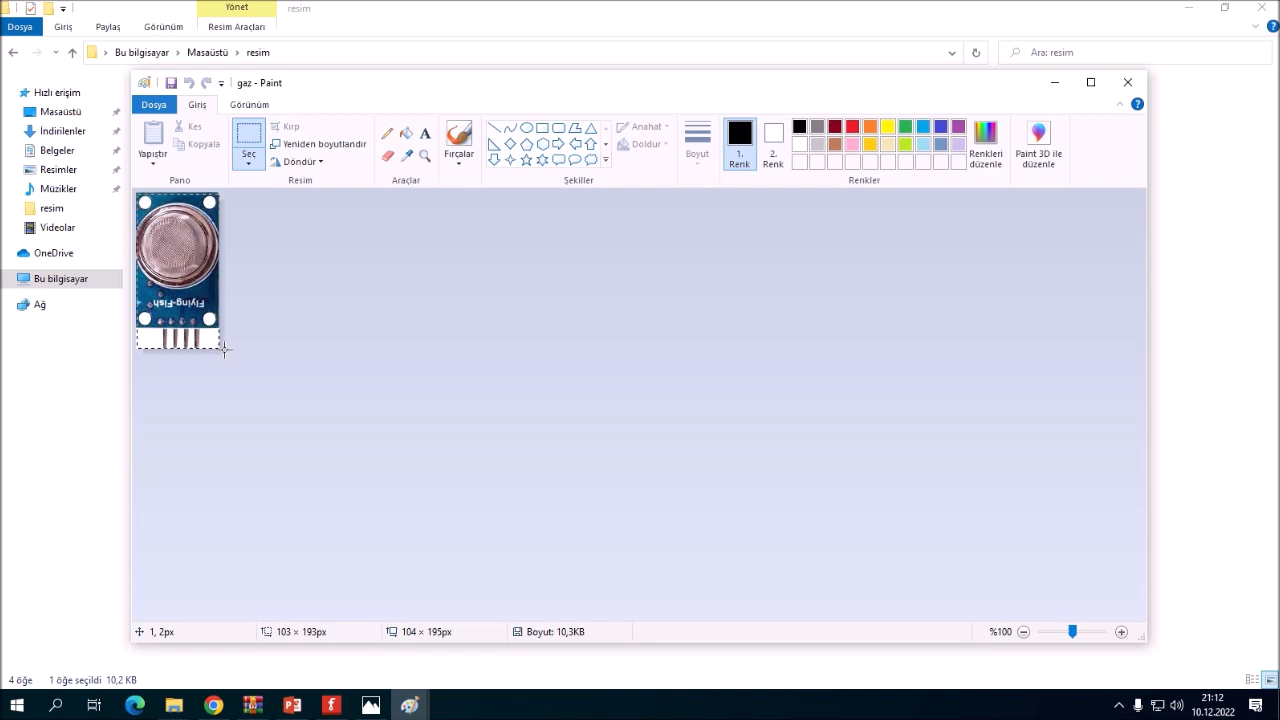 Yönet
resim
Dosya
Giriş
Paylaş
Görünüm
Resim Araçları
Bu bilgisayar
Masaüstü
resim
Ara: resim
Hızlı erişim
Masaüstü
İndirilenler
Belgeler
Resimler
Müzikler
resim
Videolar
OneDrive
Bu bilgisayar
Ağ
gaz - Paint
Dosya
Giriş
Görünüm
Yapıştır
Kes
Kopyala
Pano
Seç
Kırp
Yeniden boyutlandır
Döndür
Resim
A
Araçlar
Fırçalar
Anahat
Doldur
Şekiller
Boyut
1.
Renk
2.
Renk
Renkleri
düzenle
Renkler
Paint 3D ile
düzenle
Flying-Fish
1, 2px
103 × 193px
104 × 195px
Boyut: 10,3KB
%100
4 öğe
1 öğe seçildi 10,2 KB
21:12
10.12.2022